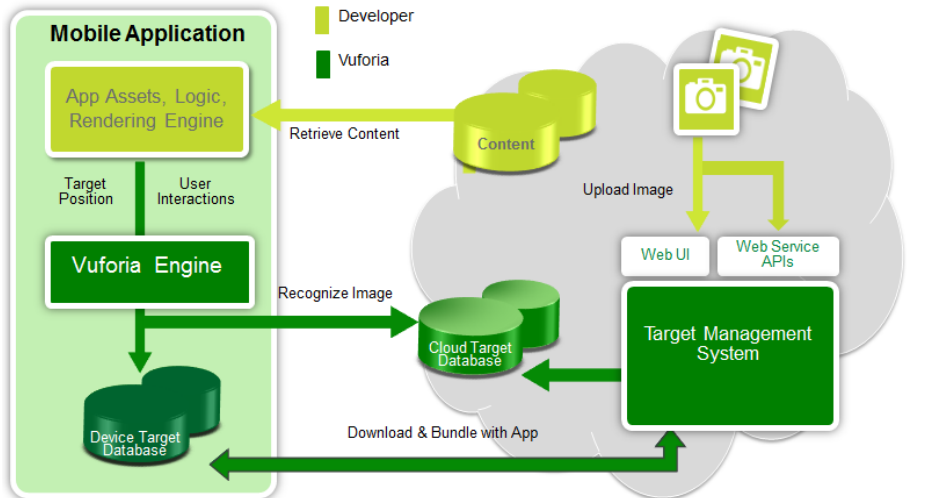 Mobile Application
Developer
Vuforia
App Assets, Logic,
Rendering Engine
Retrieve Content
Content
Target
Position
User
Interactions
Upload Image
Web UI
Web Service
APIs
Vuforia Engine
Recognize Image
Cloud Target
Database
Target Management
System
Device Target
Database
Download & Bundle with App